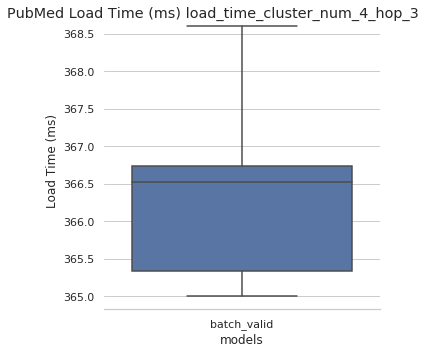 PubMed Load Time (ms) load_time_cluster_num_4_hop_3
368.5
368.0
367.5
367.0
366.5
366.0
365.5
365.0
Load Time (ms)
batch_valid
models